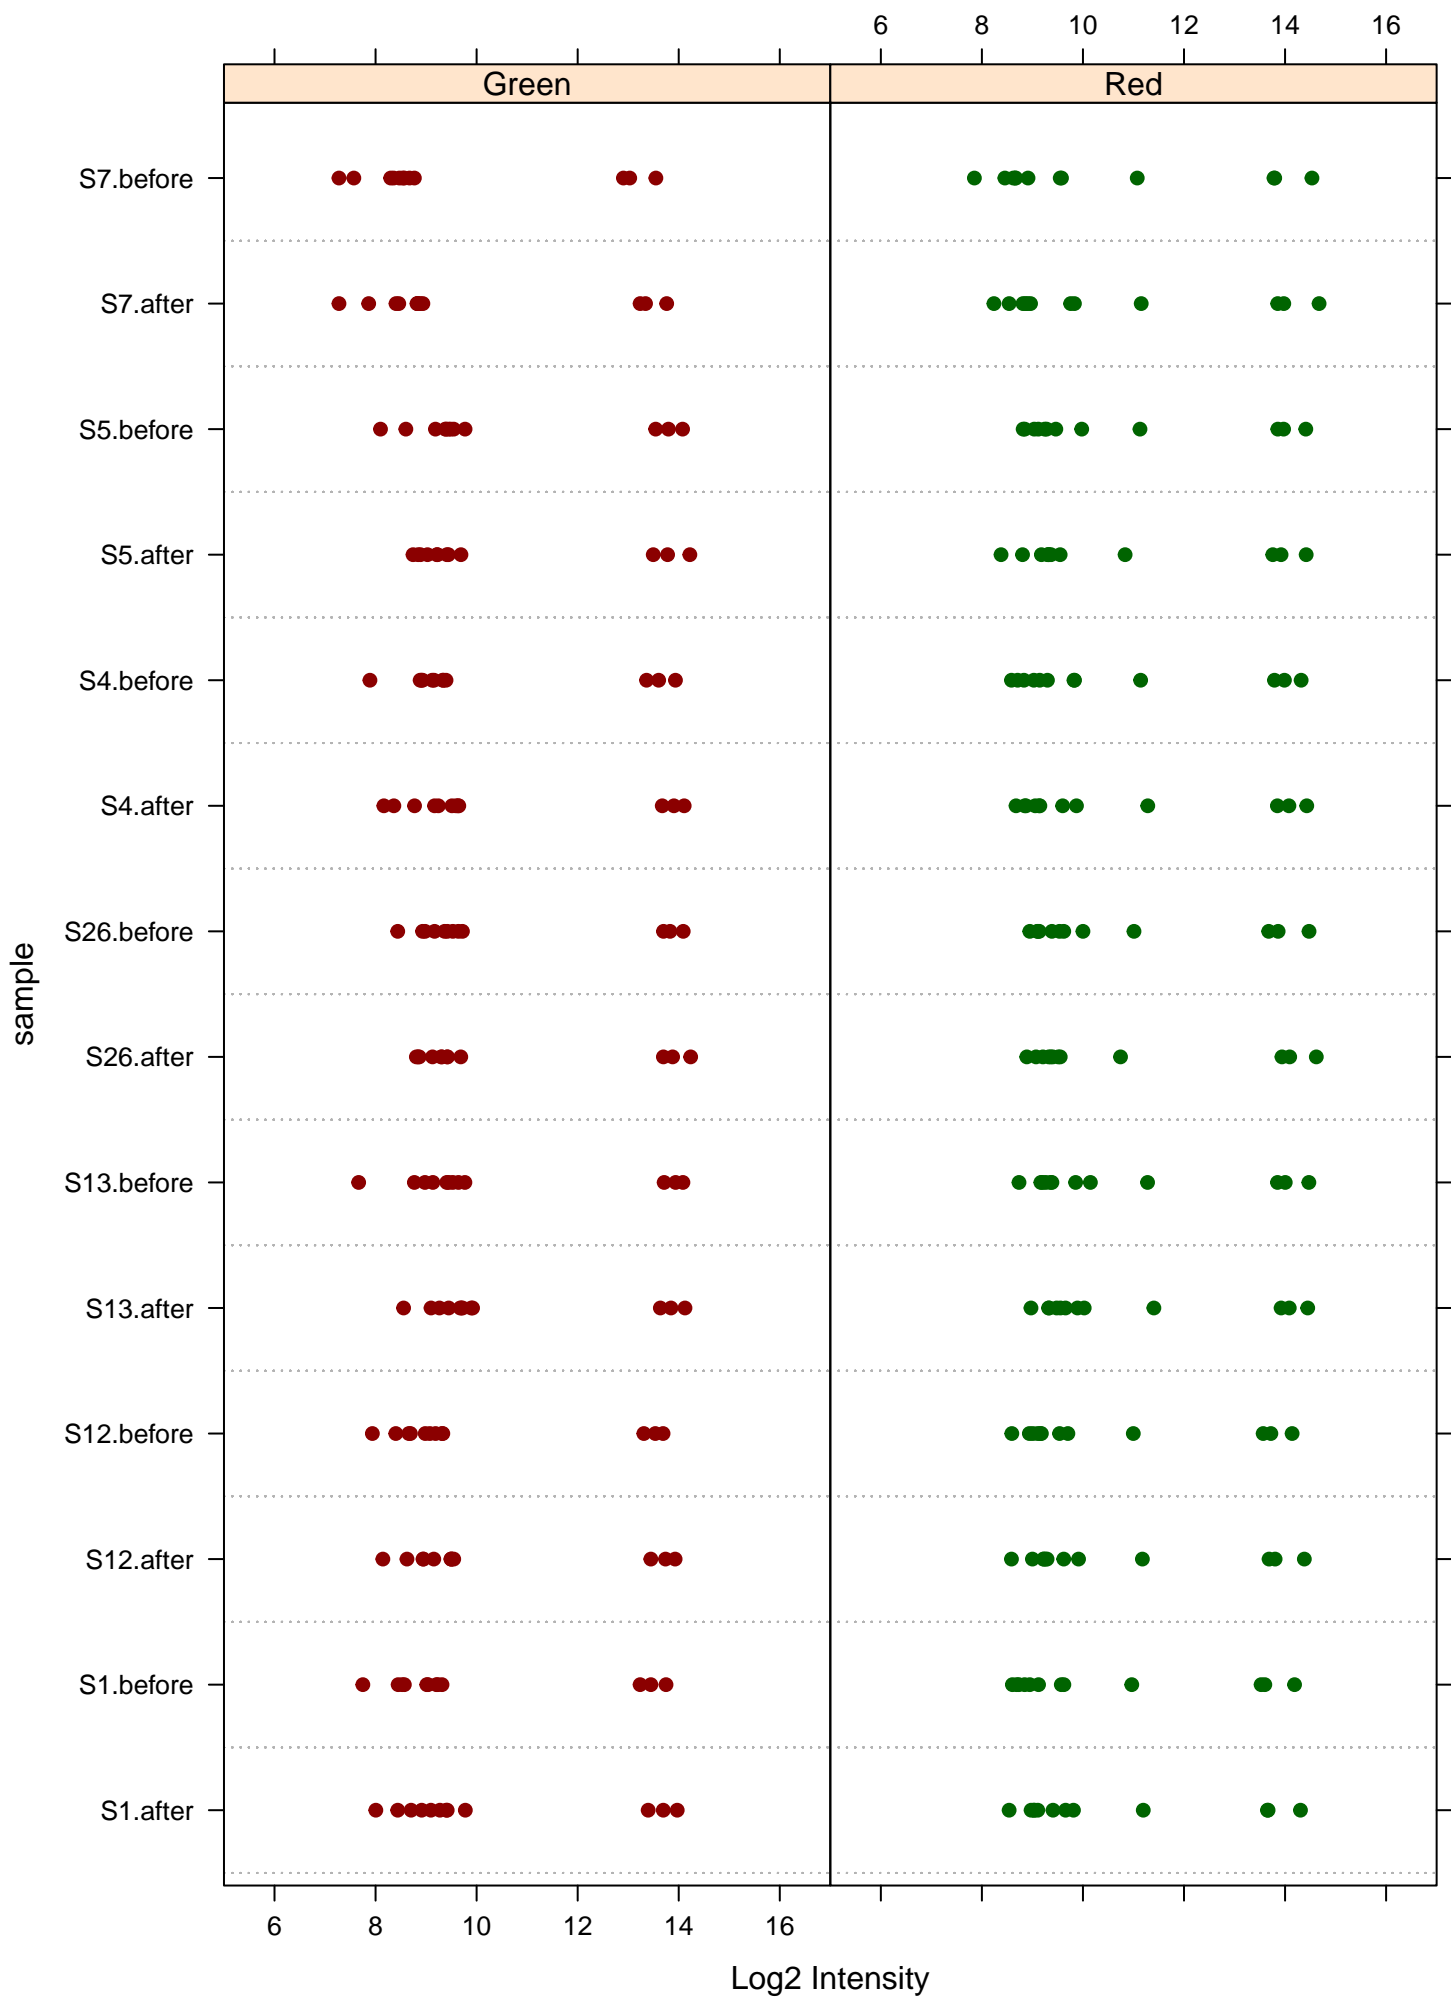 6 8 10 12 14 16
Green Red
S7.before
S7.after
S5.before
S5.after
S4.before
S4.after
S26.before
S26.after
S13.before
S13.after
S12.before
S12.after
S1.before
S1.after
sample
6 8 10 12 14 16
Log2 Intensity